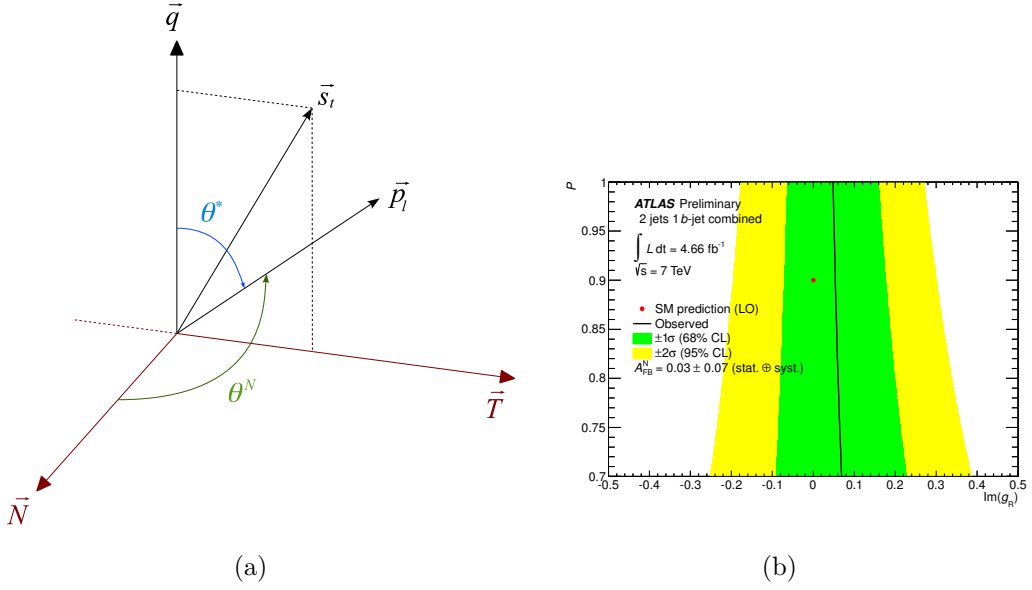 q⃗
s⃗ₜ
p⃗ₗ
θ*
θᴺ
T⃗
N⃗
(a)
P
1
0.95
0.9
0.85
0.8
0.75
0.7
ATLAS Preliminary
2 jets 1 b-jet combined
∫ L dt = 4.66 fb⁻¹
√s = 7 TeV
SM prediction (LO)
Observed
±1σ (68% CL)
±2σ (95% CL)
A^N_FB = 0.03 ± 0.07 (stat. ⊕ syst.)
-0.5 -0.4 -0.3 -0.2 -0.1 0 0.1 0.2 0.3 0.4 0.5
Im(g_R)
(b)